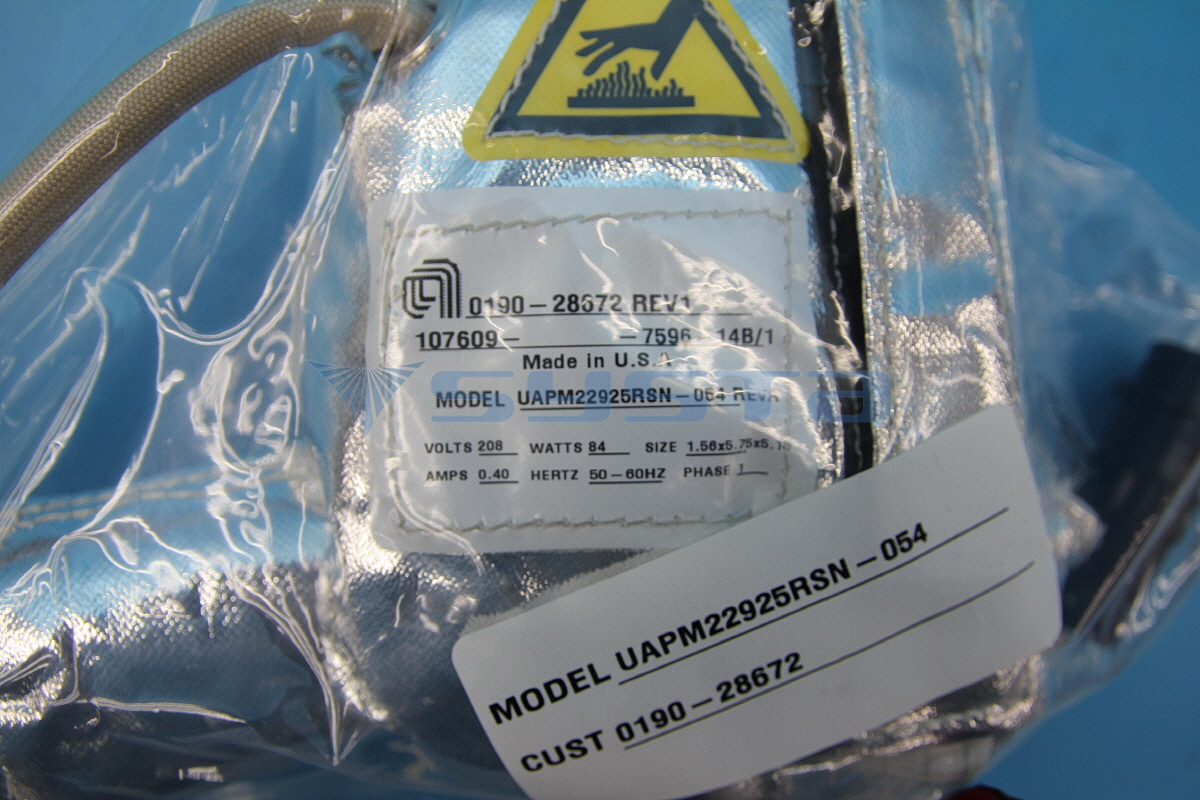 0190-28672 REV1
107609- -7596 14B/1
Made in U.S.A
MODEL UAPM22925RSN-054 REVA
VOLTS 208 WATTS 84 SIZE
AMPS 0.40 HERTZ 50-60HZ PHASE 1
SUSTA
MODEL UAPM22925RSN-054
CUST 0190-28672